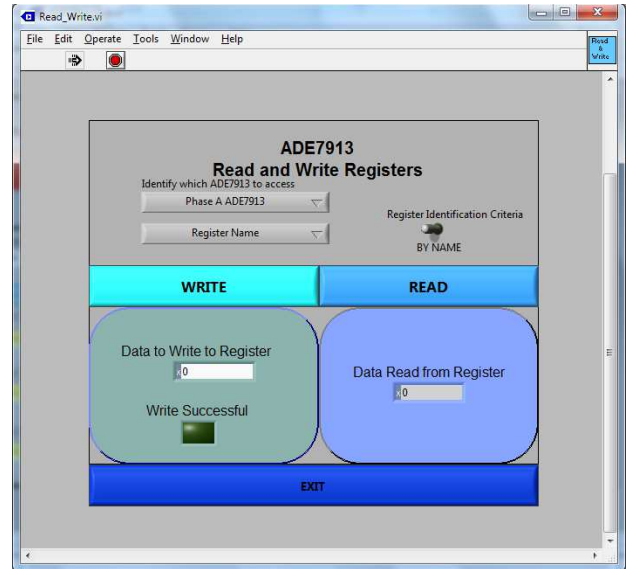 Read_Write.vi
File Edit Operate Tools Window Help
Read
&
Write
ADE7913
Read and Write Registers
Identify which ADE7913 to access
Phase A ADE7913
Register Identification Criteria
Register Name
BY NAME
WRITE READ
Data to Write to Register
x 0
Data Read from Register
x 0
Write Successful
EXIT